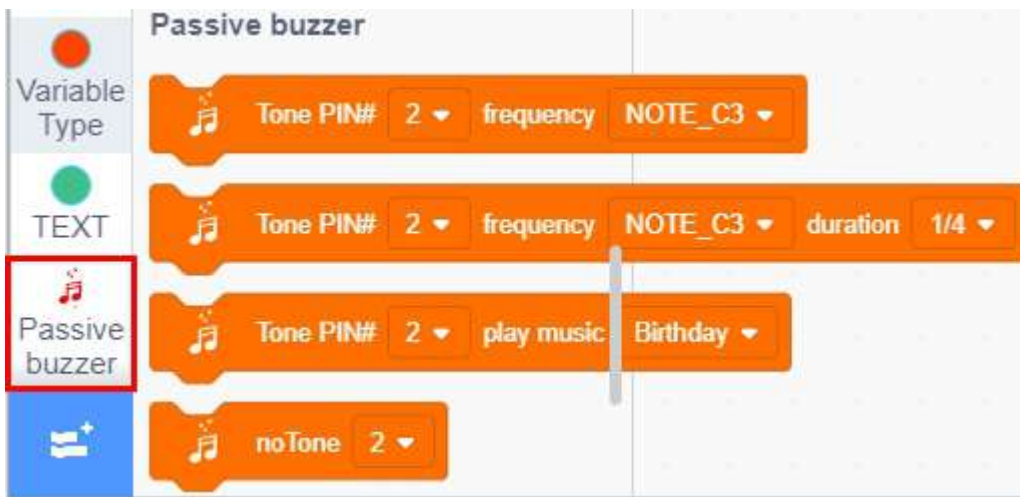 Passive buzzer
Variable
Type
TEXT
Passive
buzzer
Tone PIN# 2 frequency NOTE_C3
Tone PIN# 2 frequency NOTE_C3 duration 1/4
Tone PIN# 2 play music Birthday
noTone 2